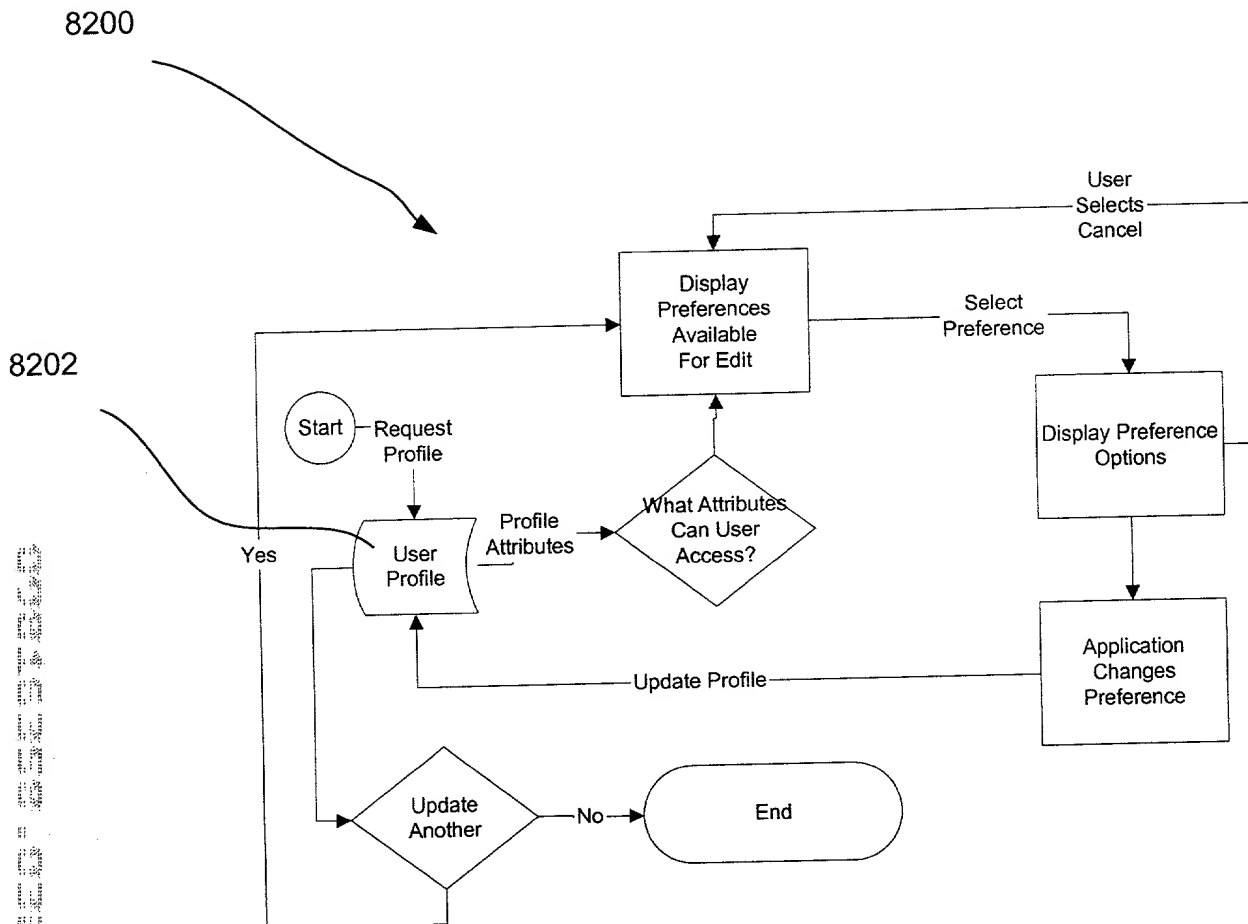 8200
User
Selects
Cancel
Display
Preferences
Available
For Edit
Select
Preference
8202
Start
Request
Profile
Display Preference
Options
What Attributes
Can User
Access?
Profile
Attributes
User
Profile
Yes
Application
Changes
Preference
Update Profile
Update
Another
No
End